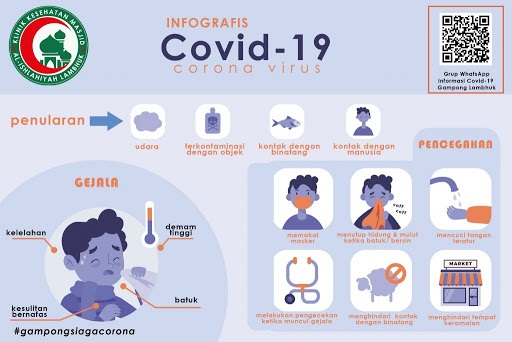 KLINIK KESEHATAN MASJID
AL-ISHLAHIYAH LAMBHUK
INFOGRAFIS
Covid-19
corona virus
Grup WhatsApp
Informasi Covid-19
Gampong Lambhuk
penularan
udara
terkontaminasi
dengan objek
kontak dengan
binatang
kontak dengan
manusia
GEJALA
kelelahan
demam
tinggi
kesulitan
bernafas
batuk
#gampongsiagacorona
PENCEGAHAN
memakai
masker
coff
coff
menutup hidung & mulut
ketika batuk/ bersin
mencuci tangan
teratur
melakukan pengecekan
ketika muncul gejala
menghindari kontak
dengan binatang
MARKET
menghindari tempat
keramaian